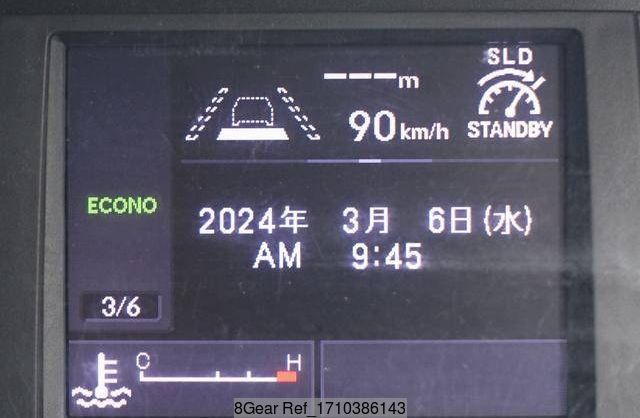 SLD
---m
90km/h
STANDBY
ECONO
2024年 3月 6日(水)
AM 9:45
3/6
C H
8Gear Ref_1710386143